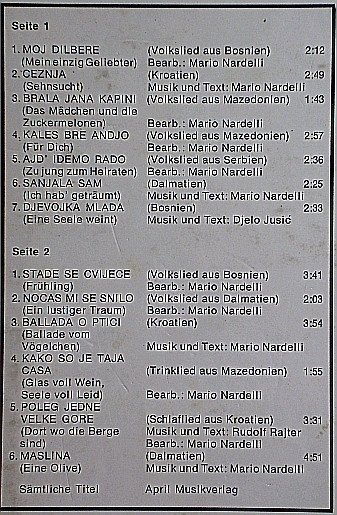 Seite 1
1. MOJ DILBERE (Volkslied aus Bosnien) 2:12
(Mein einzig Geliebter) Bearb.: Mario Nardelli
2. CEZNJA (Kroatien) 2:49
(Sehnsucht) Musik und Text: Mario Nardelli
3. BRALA JANA KAPINI (Volkslied aus Mazedonien) 1:43
(Das Mädchen und die
Zuckermelonen) Bearb.: Mario Nardelli
4. KALES BRE ANDJO (Volkslied aus Mazedonien) 2:57
(Für Dich) Bearb.: Mario Nardelli
5. AJD' IDEMO RADO (Volkslied aus Serbien) 2:36
(Zu jung zum Heiraten) Bearb.: Mario Nardelli
6. SANJALA SAM (Dalmatien) 2:25
(Ich hab' geträumt) Musik und Text: Mario Nardelli
7. DJEVOJKA MLADA (Bosnien) 2:33
(Eine Seele weint) Musik und Text: Djelo Jusić
Seite 2
1. STADE SE CVIJECE (Volkslied aus Bosnien) 3:41
(Frühling) Bearb.: Mario Nardelli
2. NOCAS MI SE SNILO (Volkslied aus Dalmatien) 2:03
(Ein lustiger Traum) Bearb.: Mario Nardelli
3. BALLADA O PTICI (Kroatien) 3:54
(Ballade vom
Vögelchen) Musik und Text: Mario Nardelli
4. KAKO SO JE TAJA
CASA (Trinklied aus Mazedonien) 1:55
(Glas voll Wein,
Seele voll Leid) Bearb.: Mario Nardelli
5. POLEG JEDNE
VELKE GORE (Schlaflied aus Kroatien) 3:31
(Dort wo die Berge Musik und Text: Rudolf Rajter
sind) Bearb.: Mario Nardelli
6. MASLINA (Dalmatien) 4:51
(Eine Olive) Musik und Text: Mario Nardelli
Sämtliche Titel April Musikverlag